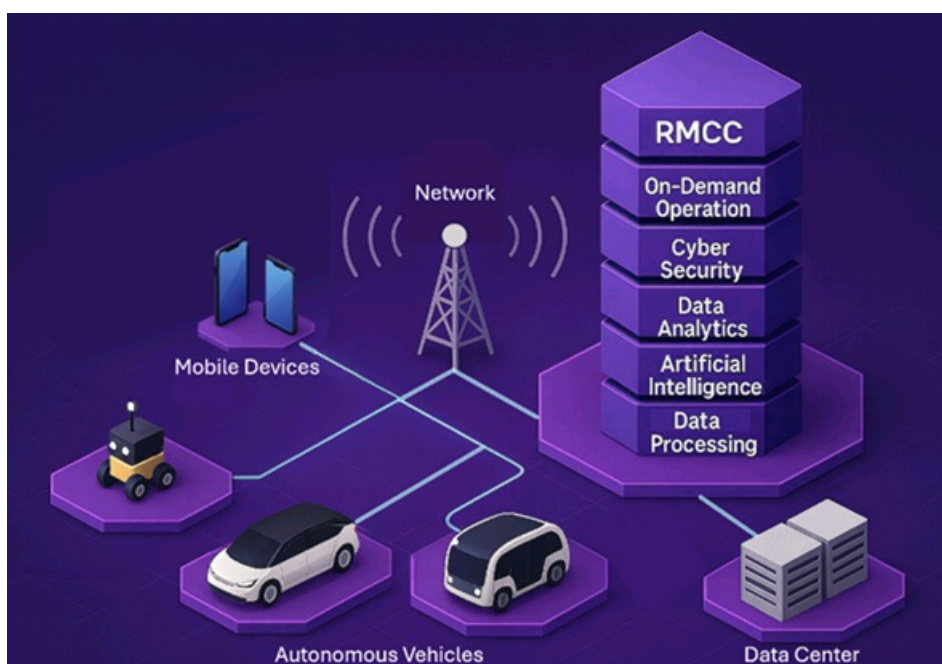 RMCC
On-Demand
Operation
Cyber
Security
Data
Analytics
Artificial
Intelligence
Data
Processing
Network
Mobile Devices
Autonomous Vehicles
Data Center